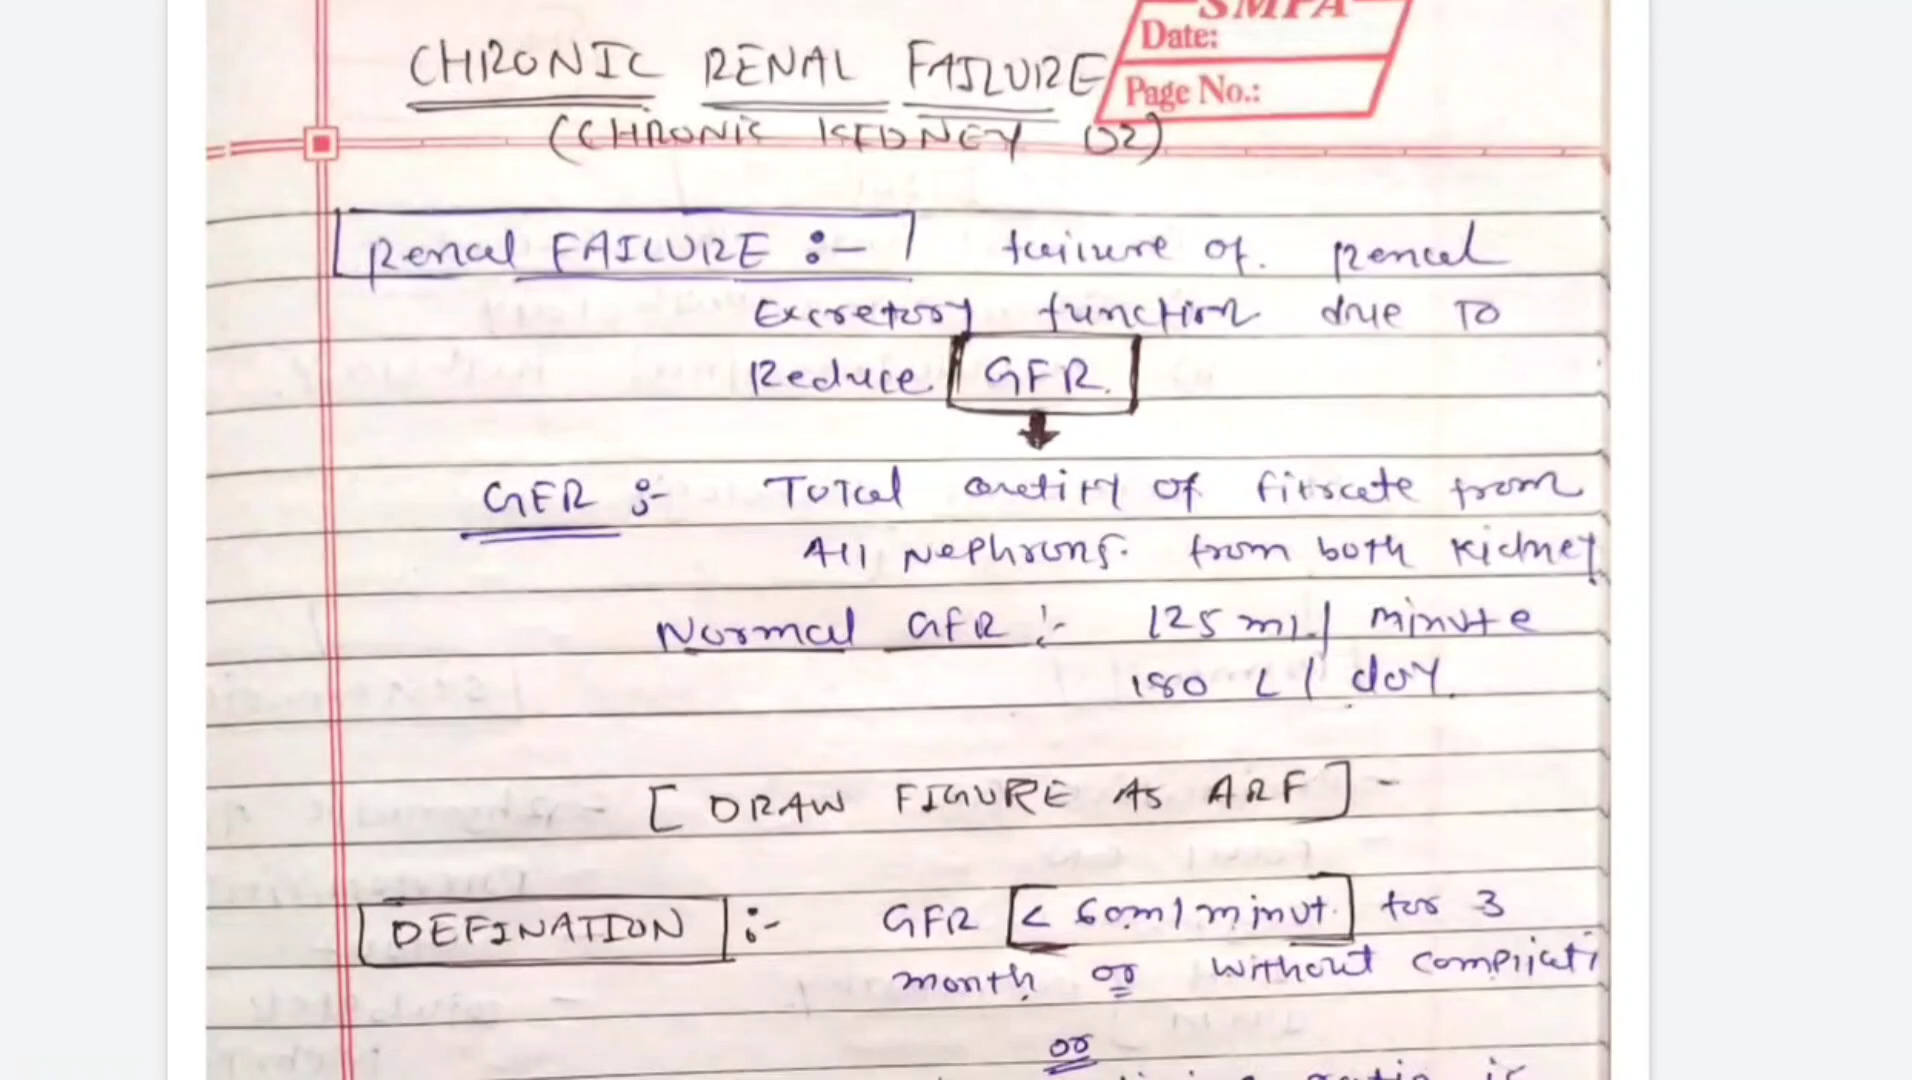 SMPA
Date:
Page No.:
CHRONIC RENAL FAILURE
(CHRONIC KIDNEY DZ)
Renal FAILURE :- failure of. Renal
Excretory function due To
Reduce GFR.
GFR :- Total of filtrate from
All Nephrons. from both kidney
Normal GFR :- 125 ml / minute
180 L / day.
[ DRAW FIGURE AS ARF ] -
DEFINATION :- GFR < 60ml minut. for 3
month or without complicati
or
ratio is